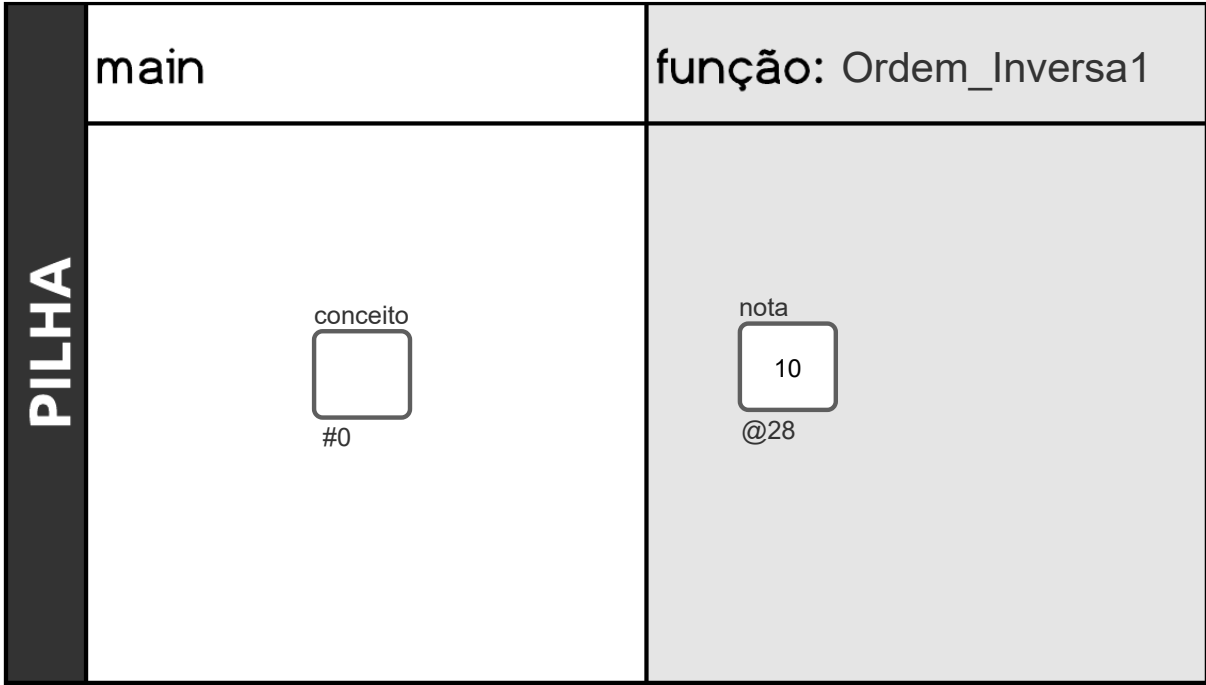 PILHA
main
função: Ordem_Inversa1
conceito
#0
nota
10
@28